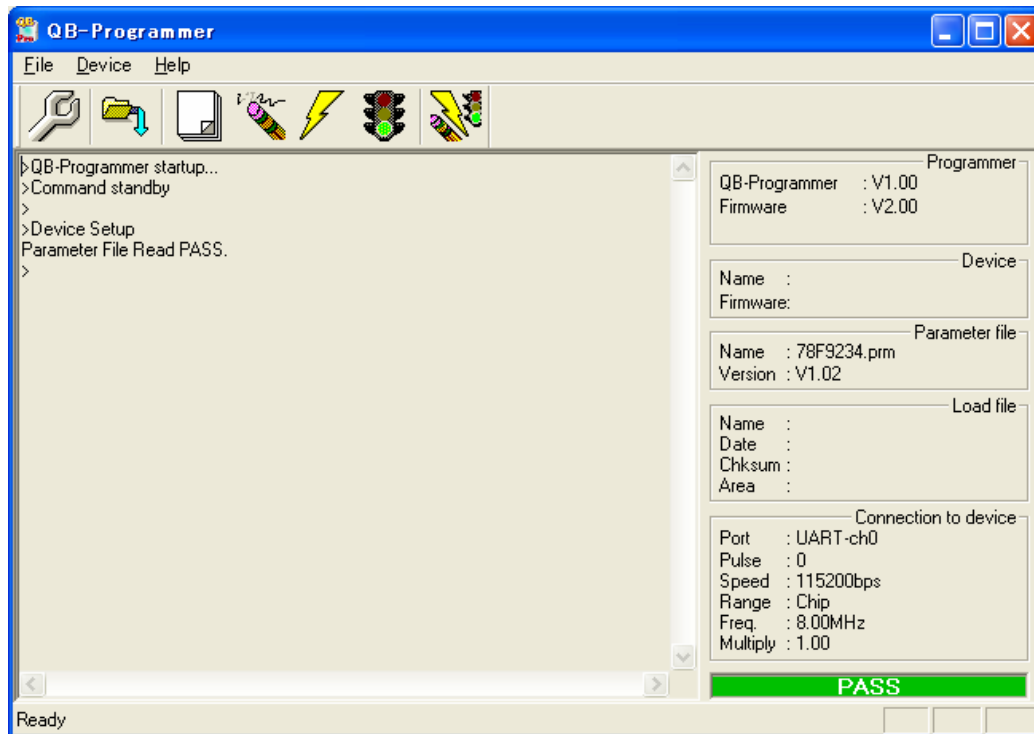 QB-Programmer
File Device Help
>QB-Programmer startup...
>Command standby
>
>Device Setup
Parameter File Read PASS.
>
Programmer
QB-Programmer : V1.00
Firmware : V2.00
Device
Name :
Firmware:
Parameter file
Name : 78F9234.prm
Version : V1.02
Load file
Name :
Date :
Chksum :
Area :
Connection to device
Port : UART-ch0
Pulse : 0
Speed : 115200bps
Range : Chip
Freq. : 8.00MHz
Multiply : 1.00
PASS
Ready